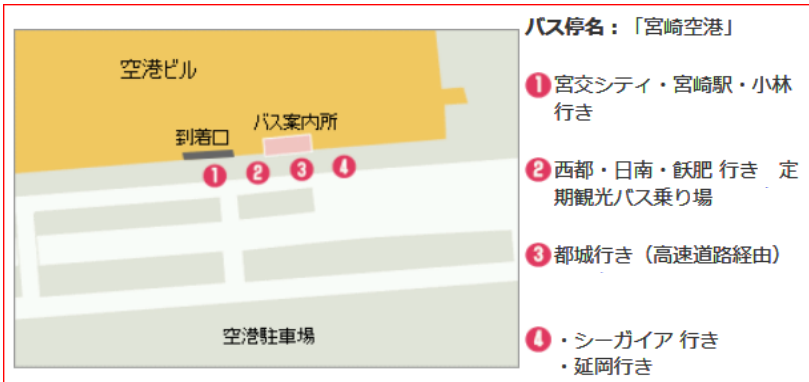 バス停名：「宮崎空港」
空港ビル
バス案内所
到着口
1 2 3 4
空港駐車場
1 宮交シティ・宮崎駅・小林
行き
2 西都・日南・飫肥 行き　定
期観光バス乗り場
3 都城行き（高速道路経由）
4 ・シーガイア 行き
・延岡行き